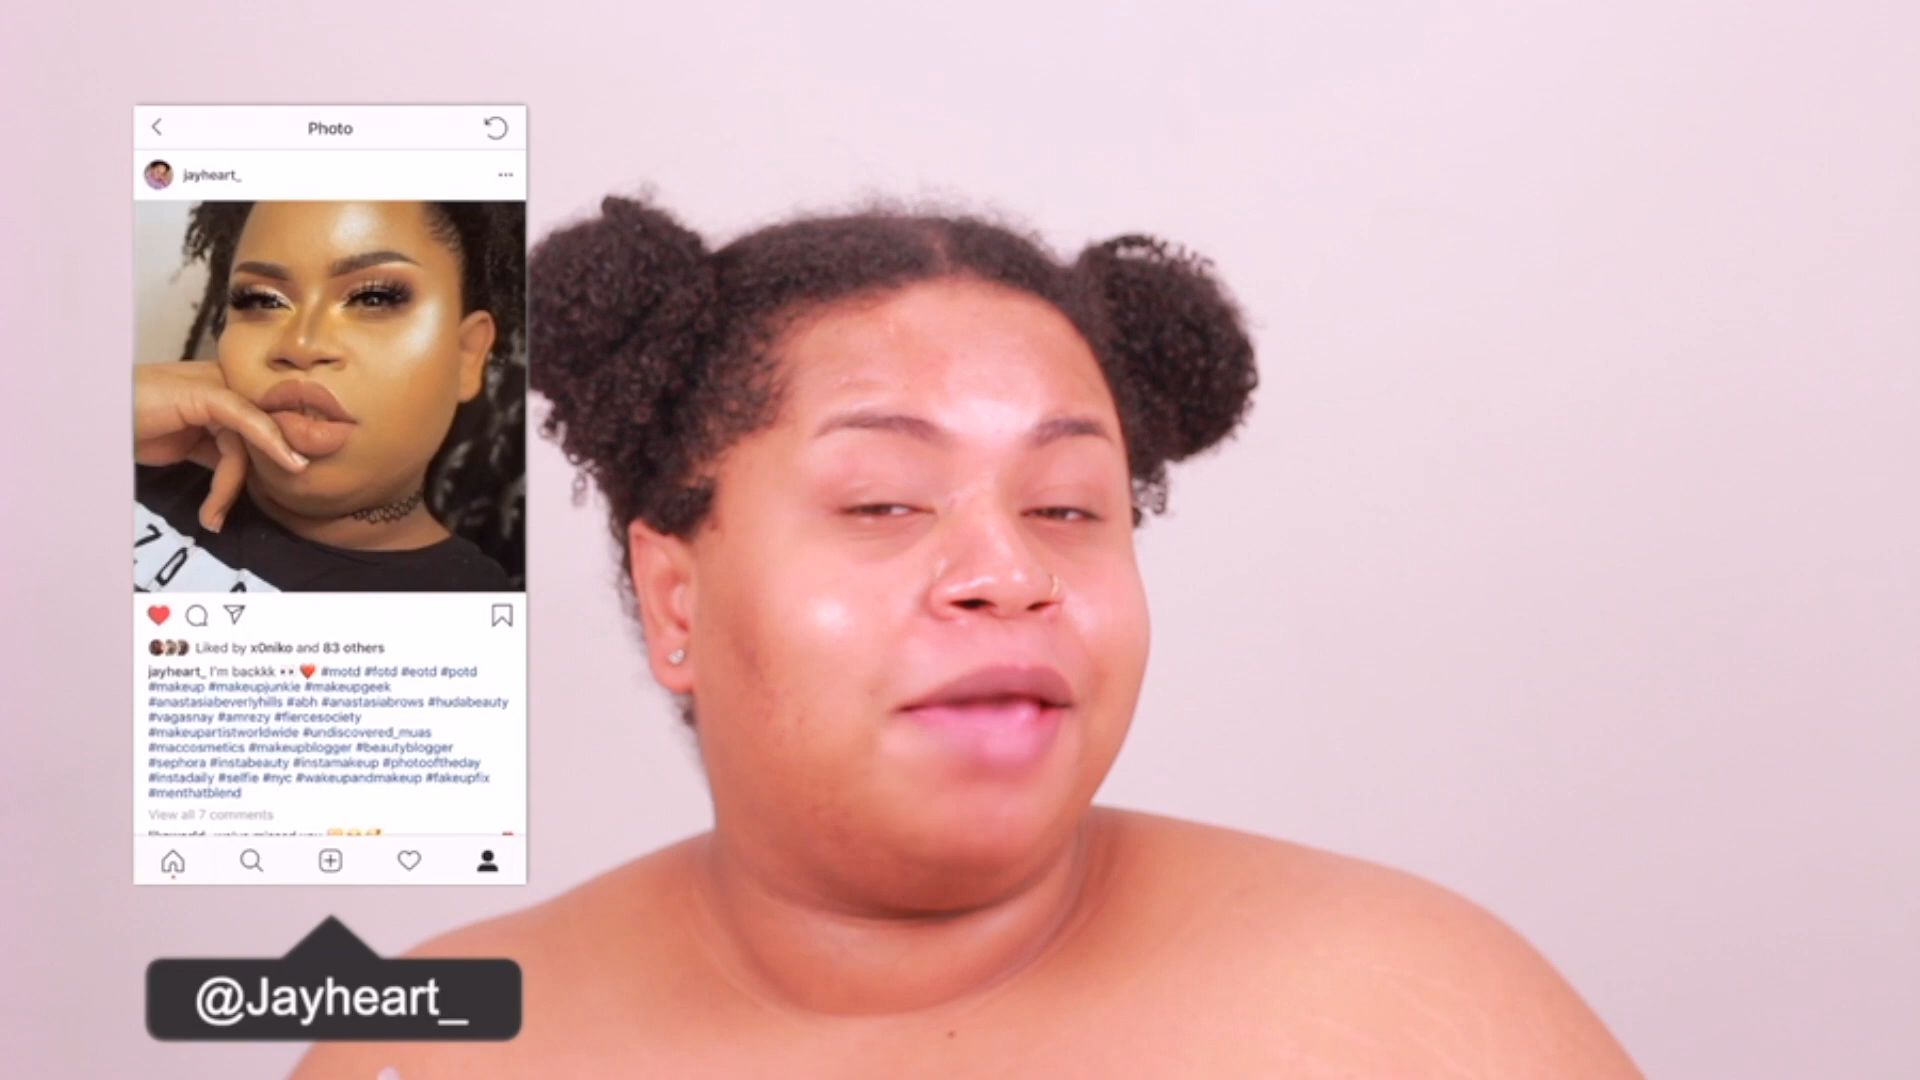 Photo
jayheart_
Liked by x0niko and 83 others
jayheart_ I'm backkk 👀 ❤️ #motd #fotd #eotd #potd
#makeup #makeupjunkie #makeupgeek
#anastasiabeverlyhills #abh #anastasiabrows #hudabeauty
#vagasnay #amrezy #fiercesociety
#makeupartistworldwide #undiscovered_muas
#maccosmetics #makeupblogger #beautyblogger
#sephora #instabeauty #instamakeup #photooftheday
#instadaily #selfie #nyc #wakeupandmakeup #fakeupfix
#menthatblend
View all 7 comments
@Jayheart_